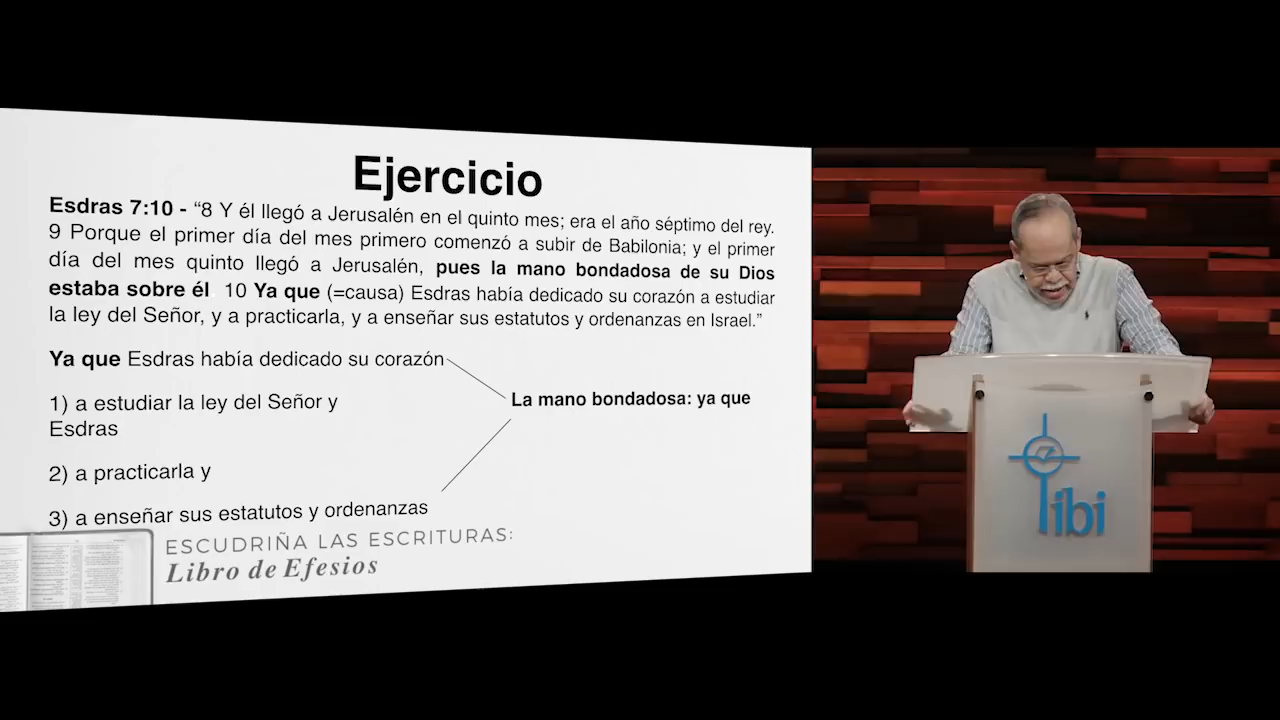 Ejercicio
Esdras 7:10 - “8 Y él llegó a Jerusalén en el quinto mes; era el año séptimo del rey.
9 Porque el primer día del mes primero comenzó a subir de Babilonia; y el primer
día del mes quinto llegó a Jerusalén, pues la mano bondadosa de su Dios
estaba sobre él. 10 Ya que (=causa) Esdras había dedicado su corazón a estudiar
la ley del Señor, y a practicarla, y a enseñar sus estatutos y ordenanzas en Israel.”
Ya que Esdras había dedicado su corazón
La mano bondadosa: ya que
1) a estudiar la ley del Señor y
Esdras
2) a practicarla y
3) a enseñar sus estatutos y ordenanzas
ESCUDRIÑA LAS ESCRITURAS:
Libro de Efesios
ibi